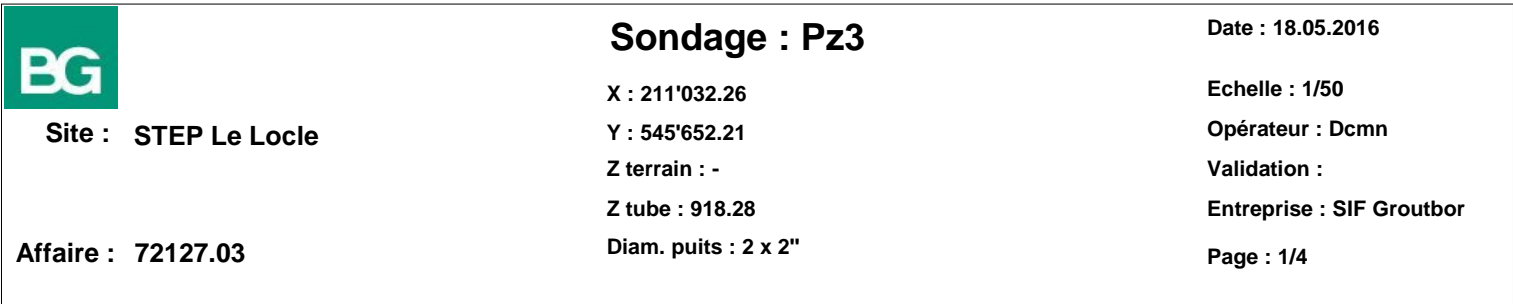 BG
Site : STEP Le Locle
Affaire : 72127.03
Sondage : Pz3
X : 211'032.26
Y : 545'652.21
Z terrain : -
Z tube : 918.28
Diam. puits : 2 x 2"
Date : 18.05.2016
Echelle : 1/50
Opérateur : Dcmn
Validation :
Entreprise : SIF Groutbor
Page : 1/4